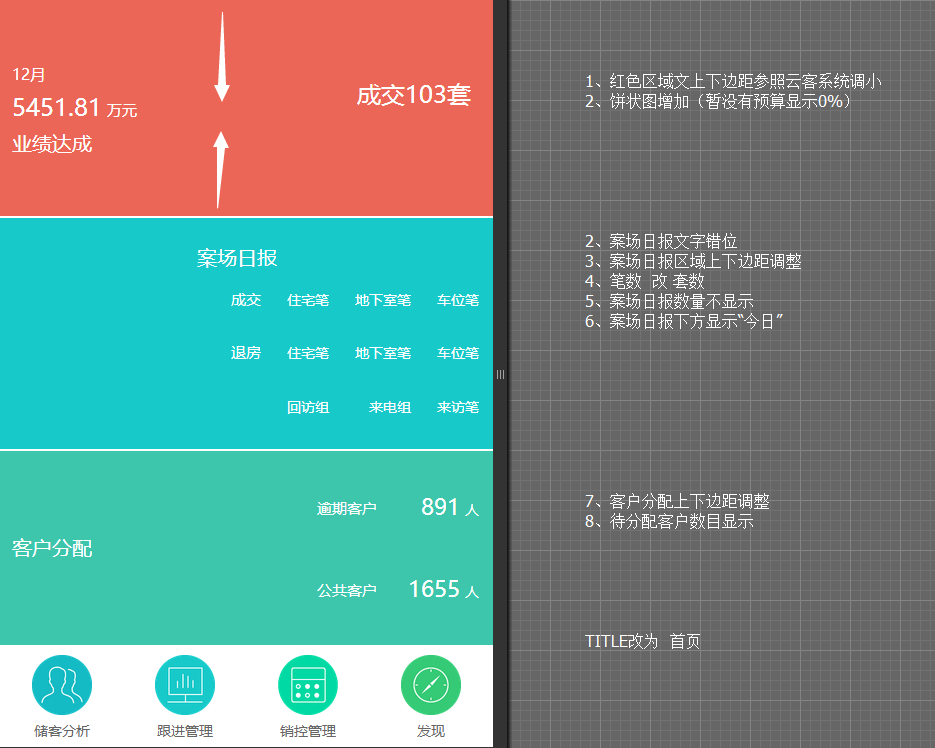 12月
5451.81 万元
业绩达成
成交103套
案场日报
成交 住宅笔 地下室笔 车位笔
退房 住宅笔 地下室笔 车位笔
回访组 来电组 来访笔
客户分配
逾期客户 891 人
公共客户 1655 人
储客分析 跟进管理 销控管理 发现
1、红色区域文上下边距参照云客系统调小
2、饼状图增加（暂没有预算显示0%）
2、案场日报文字错位
3、案场日报区域上下边距调整
4、笔数 改 套数
5、案场日报数量不显示
6、案场日报下方显示“今日”
7、客户分配上下边距调整
8、待分配客户数目显示
TITLE改为 首页